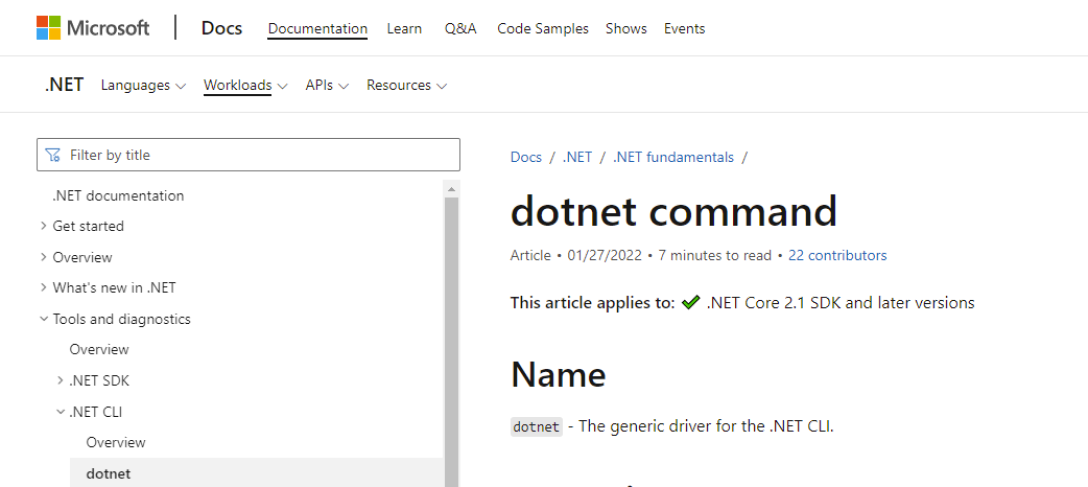 Microsoft | Docs Documentation Learn Q&A Code Samples Shows Events
.NET Languages Workloads APIs Resources
Filter by title
.NET documentation
Get started
Overview
What's new in .NET
Tools and diagnostics
Overview
.NET SDK
.NET CLI
Overview
dotnet
Docs / .NET / .NET fundamentals /
dotnet command
Article • 01/27/2022 • 7 minutes to read • 22 contributors
This article applies to: ✔ .NET Core 2.1 SDK and later versions
Name
dotnet - The generic driver for the .NET CLI.